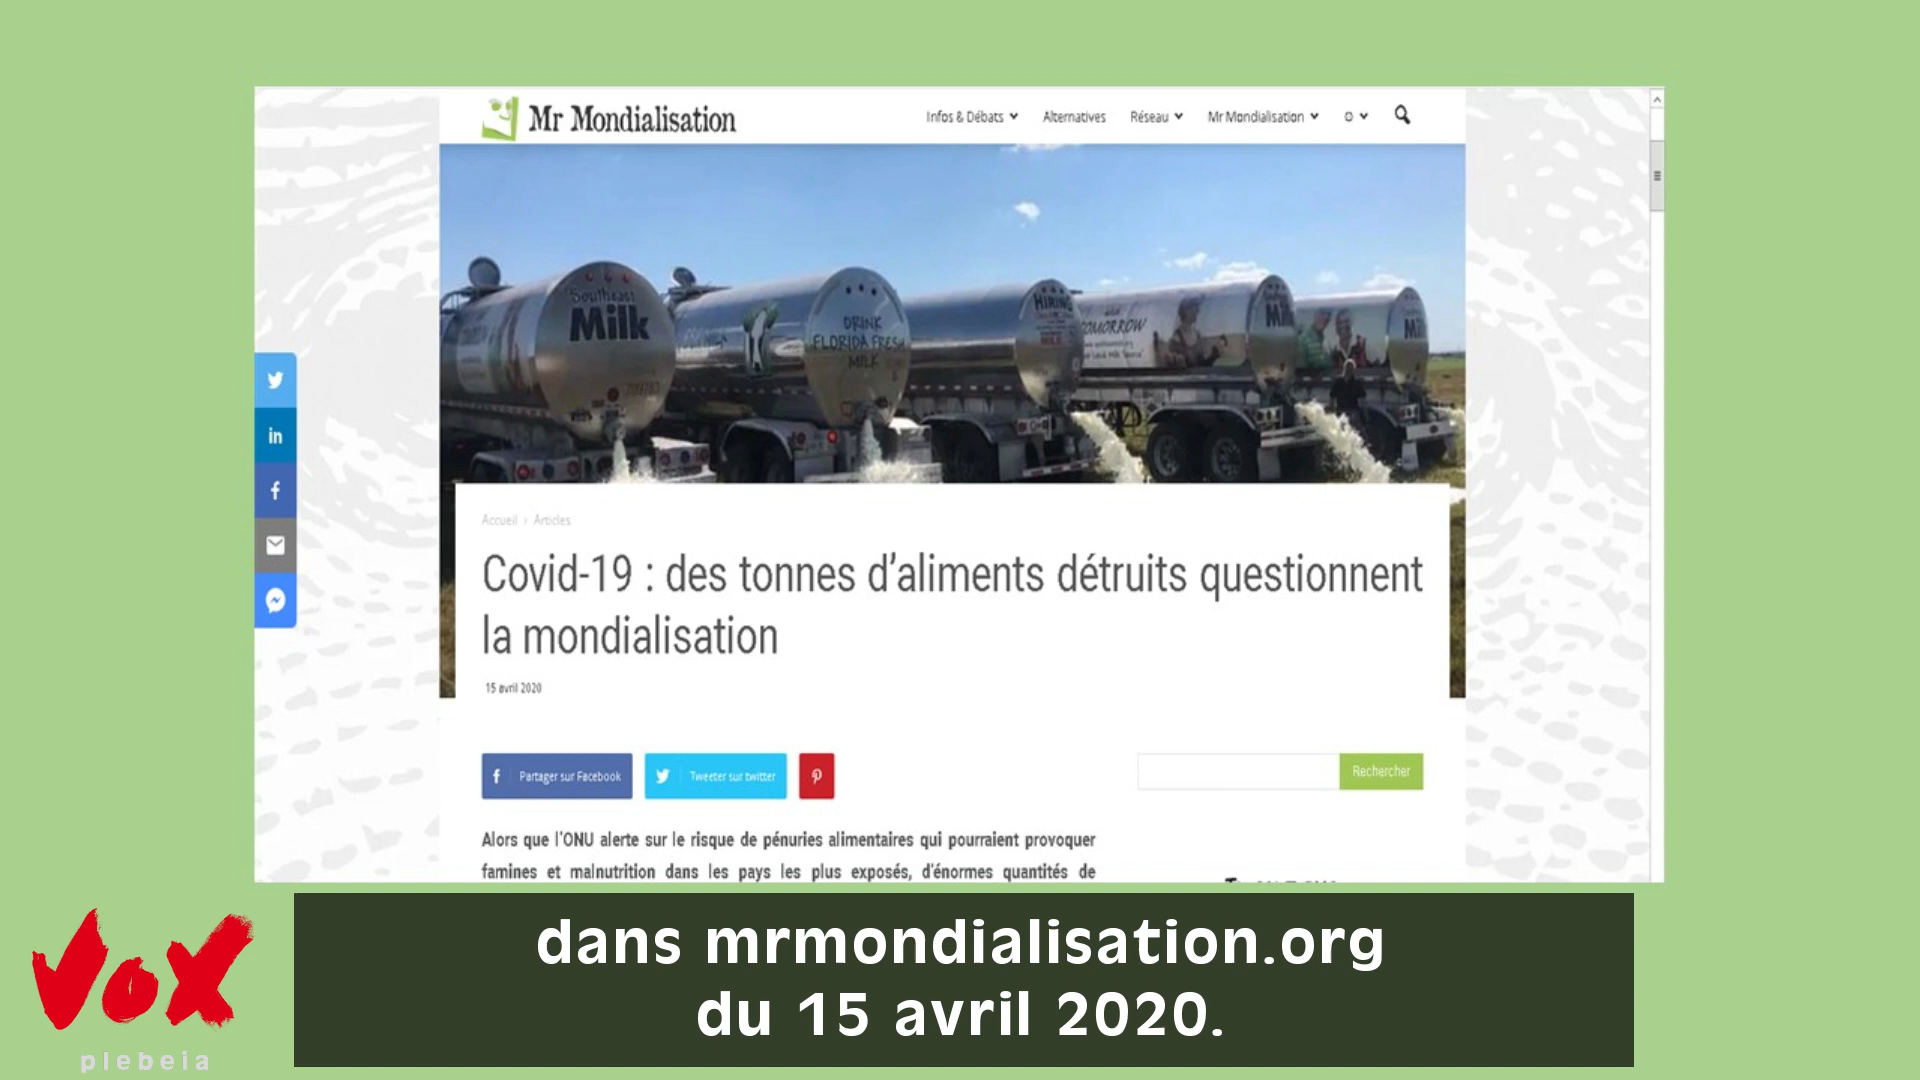 Mr Mondialisation
Infos & Débats
Alternatives
Réseau
Mr Mondialisation
Southeast
Milk
DRINK
FLORIDA FRESH
MILK
HIRING
TOMORROW
Accueil › Articles
Covid-19 : des tonnes d’aliments détruits questionnent
la mondialisation
15 avril 2020
Partager sur Facebook
Tweeter sur twitter
Rechercher
Alors que l'ONU alerte sur le risque de pénuries alimentaires qui pourraient provoquer
famines et malnutrition dans les pays les plus exposés, d'énormes quantités de
dans mrmondialisation.org
du 15 avril 2020.
Vox
plebeia